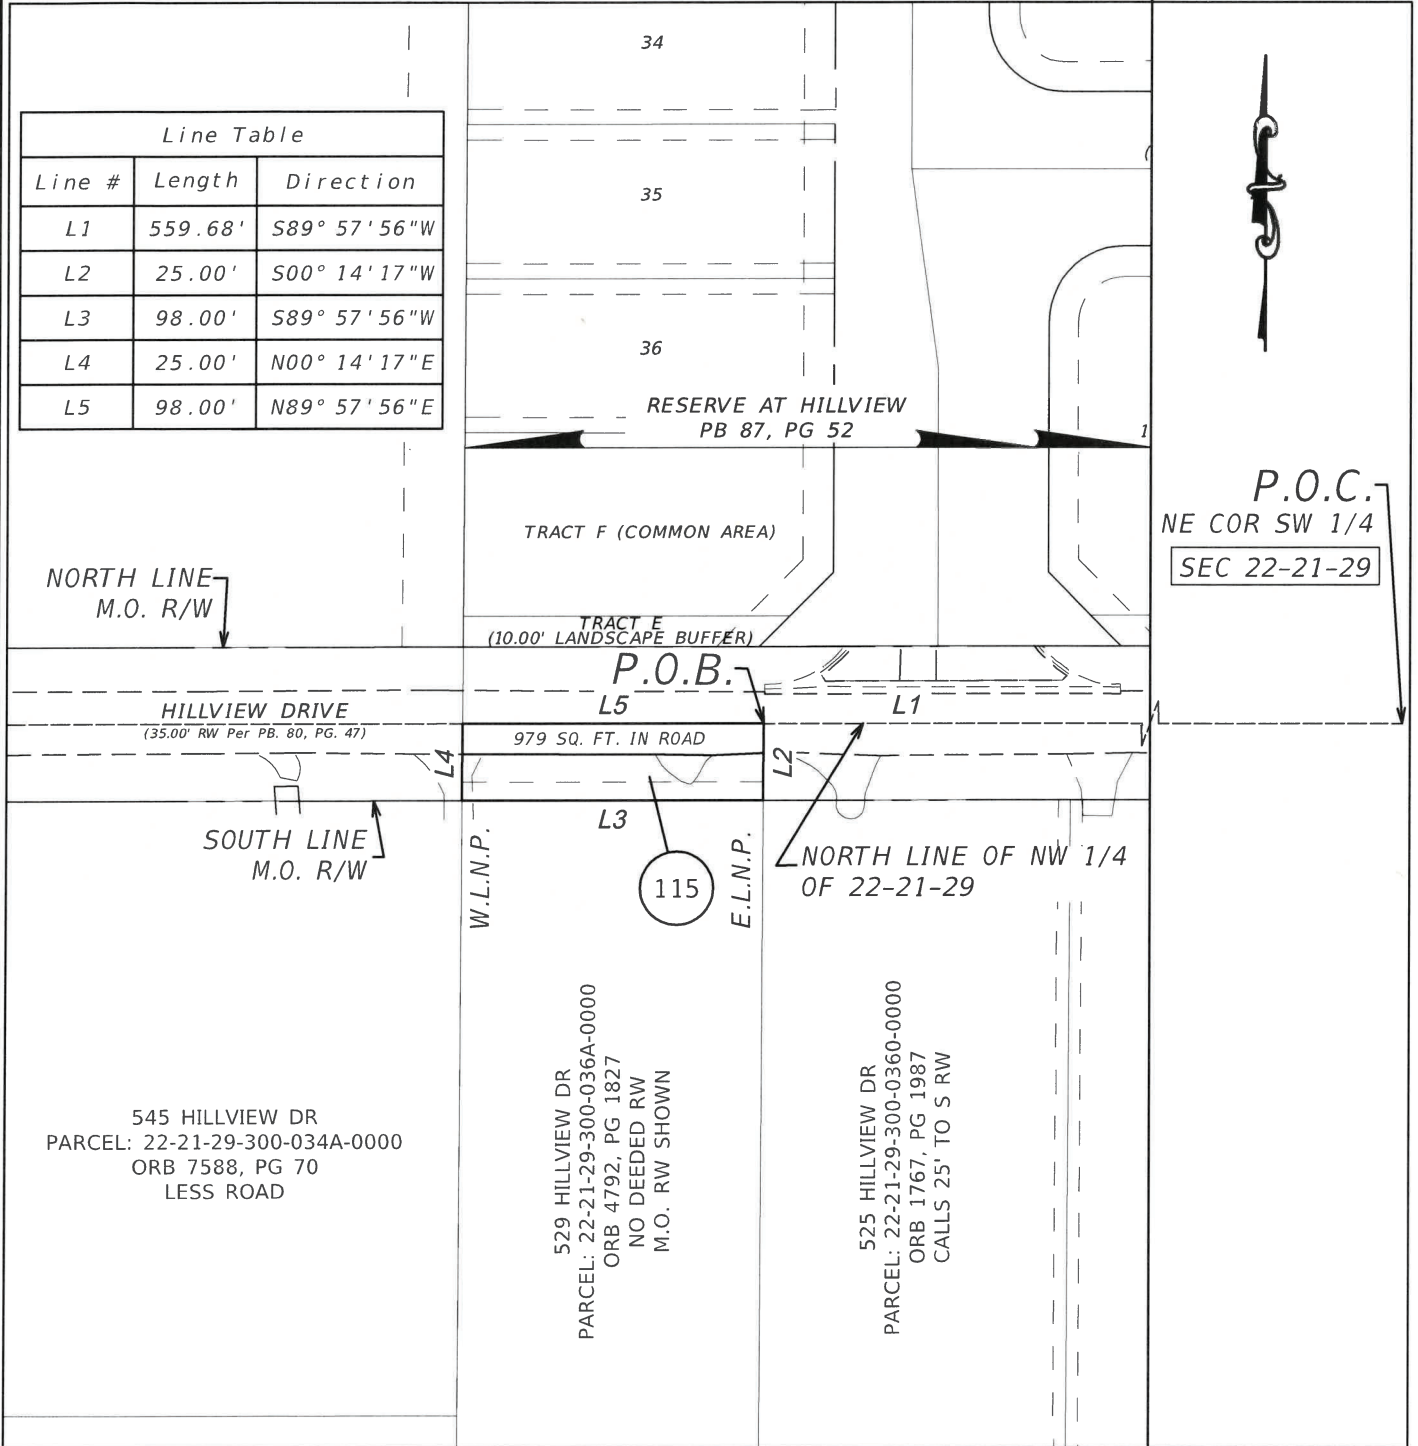 34
Line Table
Line # Length Direction
L1 559.68' S89° 57'56"W
L2 25.00' S00° 14'17"W
L3 98.00' S89° 57'56"W
L4 25.00' N00° 14'17"E
L5 98.00' N89° 57'56"E
35
36
RESERVE AT HILLVIEW
PB 87, PG 52
1
P.O.C.
NE COR SW 1/4
SEC 22-21-29
TRACT F (COMMON AREA)
NORTH LINE
M.O. R/W
TRACT E
(10.00' LANDSCAPE BUFFER)
P.O.B.
L5
L1
HILLVIEW DRIVE
(35.00' RW Per PB. 80, PG. 47)
979 SQ. FT. IN ROAD
L4
L2
L3
SOUTH LINE
M.O. R/W
W.L.N.P.
115
E.L.N.P.
NORTH LINE OF NW 1/4
OF 22-21-29
545 HILLVIEW DR
PARCEL: 22-21-29-300-034A-0000
ORB 7588, PG 70
LESS ROAD
529 HILLVIEW DR
PARCEL: 22-21-29-300-036A-0000
ORB 4792, PG 1827
NO DEEDED RW
M.O. RW SHOWN
525 HILLVIEW DR
PARCEL: 22-21-29-300-0360-0000
ORB 1767, PG 1987
CALLS 25' TO S RW